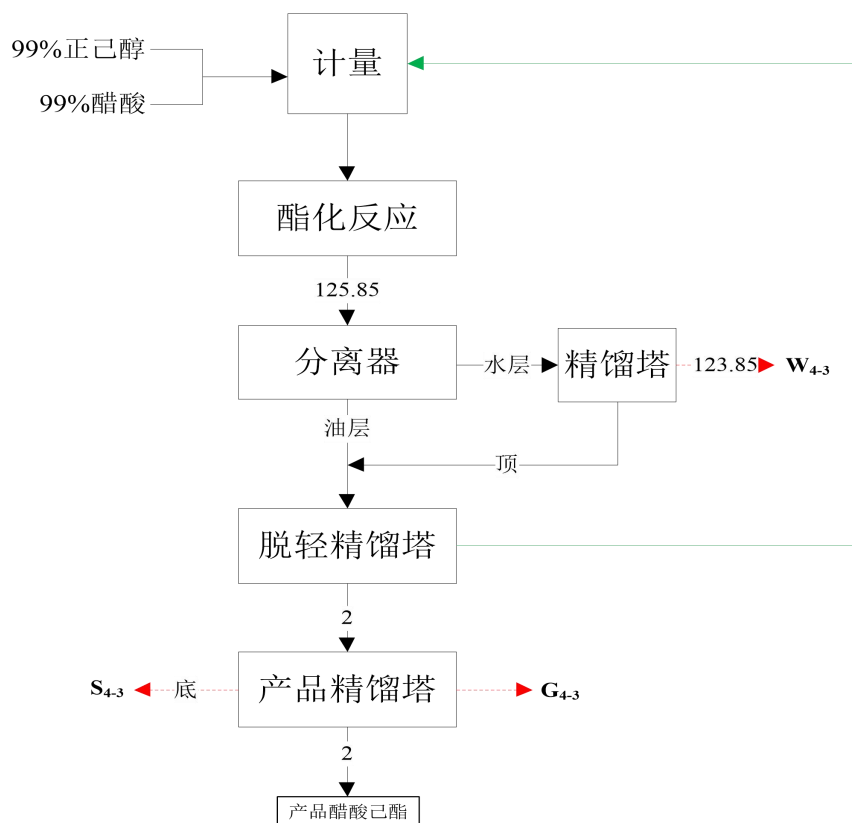 99%正己醇
计量
99%醋酸
酯化反应
125.85
分离器
水层
精馏塔
123.85
W4-3
油层
顶
脱轻精馏塔
2
S4-3
底
产品精馏塔
G4-3
2
产品醋酸己酯